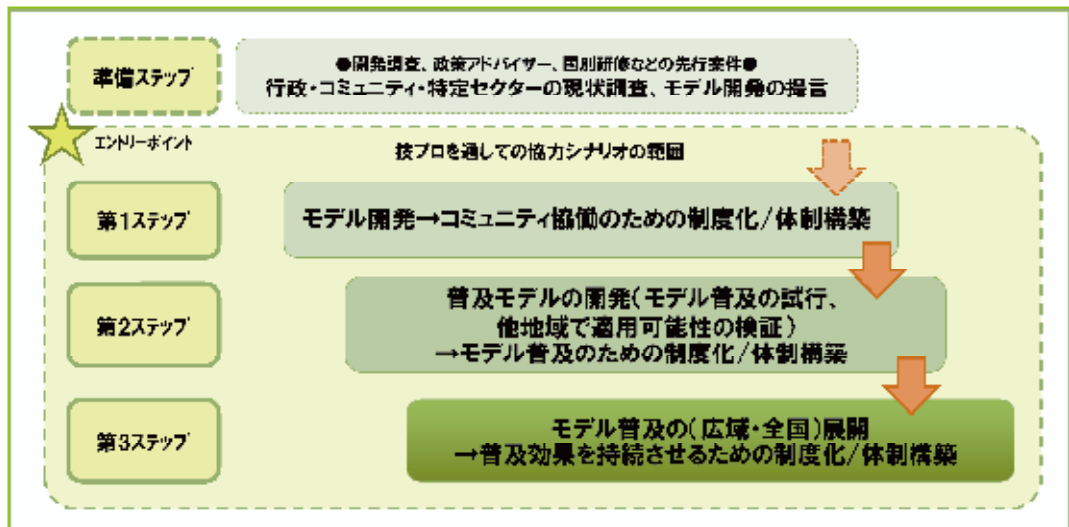 準備ステップ
●開発調査、政策アドバイザー、国別研修などの先行案件●
行政・コミュニティ・特定セクターの現状調査、モデル開発の提言
エントリーポイント
技プロを通しての協力シナリオの範囲
第1ステップ
モデル開発→コミュニティ協働のための制度化/体制構築
第2ステップ
普及モデルの開発(モデル普及の試行、
他地域で適用可能性の検証)
→モデル普及のための制度化/体制構築
第3ステップ
モデル普及の(広域・全国)展開
→普及効果を持続させるための制度化/体制構築